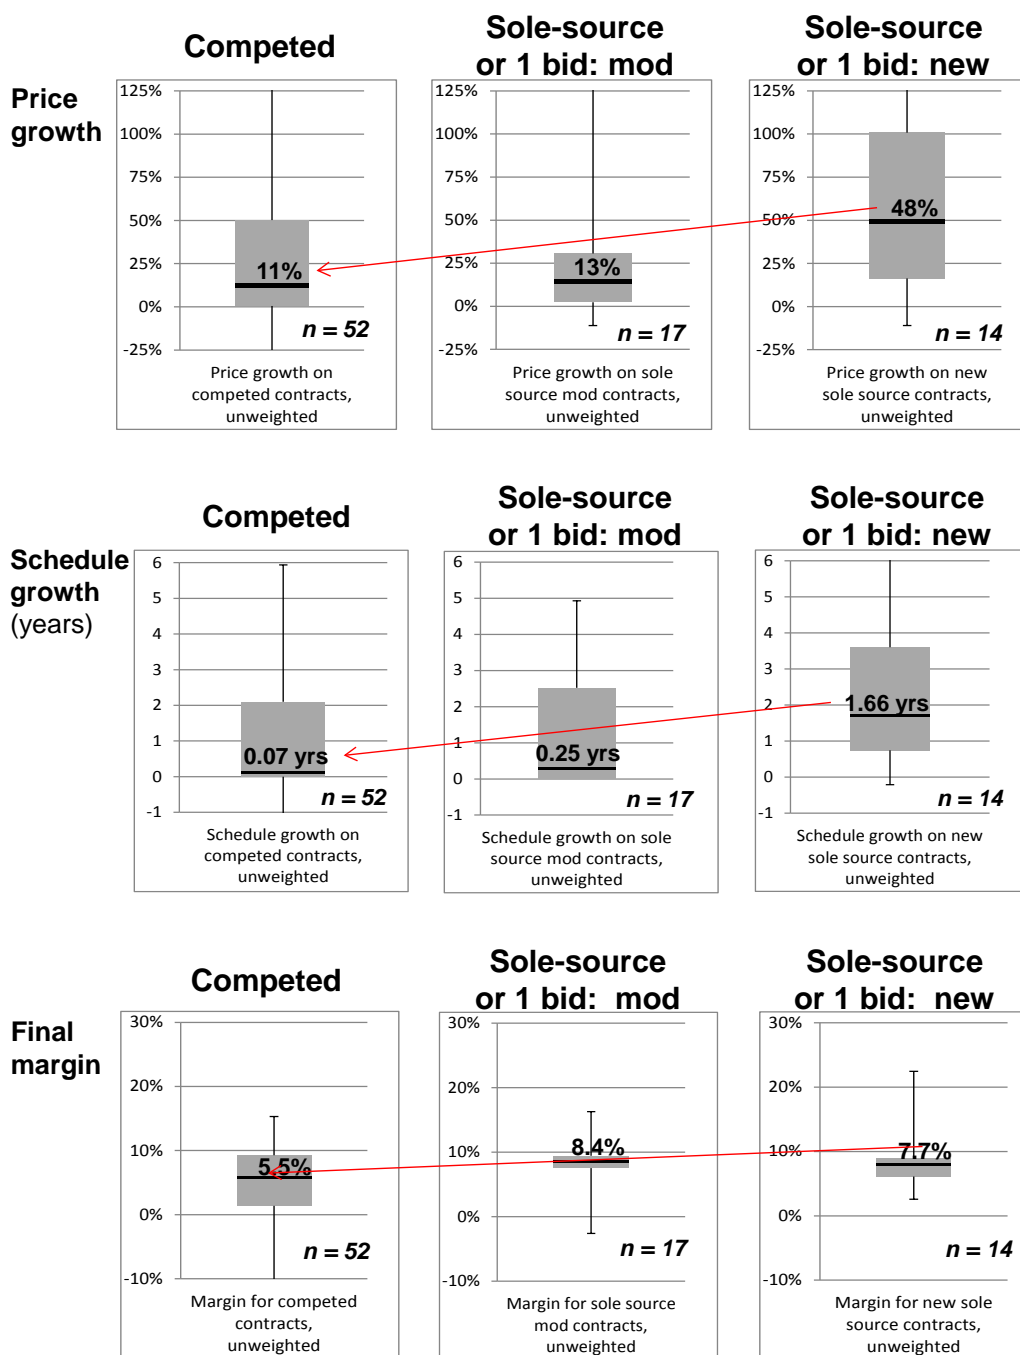 Competed
Sole-source
or 1 bid: mod
Sole-source
or 1 bid: new
Price
growth
125%
100%
75%
50%
25%
0%
-25%
11%
n = 52
Price growth on
competed contracts,
unweighted
125%
100%
75%
50%
25%
0%
-25%
13%
n = 17
Price growth on sole
source mod contracts,
unweighted
125%
100%
75%
50%
25%
0%
-25%
48%
n = 14
Price growth on new
sole source contracts,
unweighted
Competed
Sole-source
or 1 bid: mod
Sole-source
or 1 bid: new
Schedule
growth
(years)
6
5
4
3
2
1
0
-1
0.07 yrs
n = 52
Schedule growth on
competed contracts,
unweighted
6
5
4
3
2
1
0
-1
0.25 yrs
n = 17
Schedule growth on sole
source mod contracts,
unweighted
6
5
4
3
2
1
0
-1
1.66 yrs
n = 14
Schedule growth on new
sole source contracts,
unweighted
Competed
Sole-source
or 1 bid: mod
Sole-source
or 1 bid: new
Final
margin
30%
20%
10%
0%
-10%
5.5%
n = 52
Margin for competed
contracts,
unweighted
30%
20%
10%
0%
-10%
8.4%
n = 17
Margin for sole source
mod contracts,
unweighted
30%
20%
10%
0%
-10%
7.7%
n = 14
Margin for new sole
source contracts,
unweighted